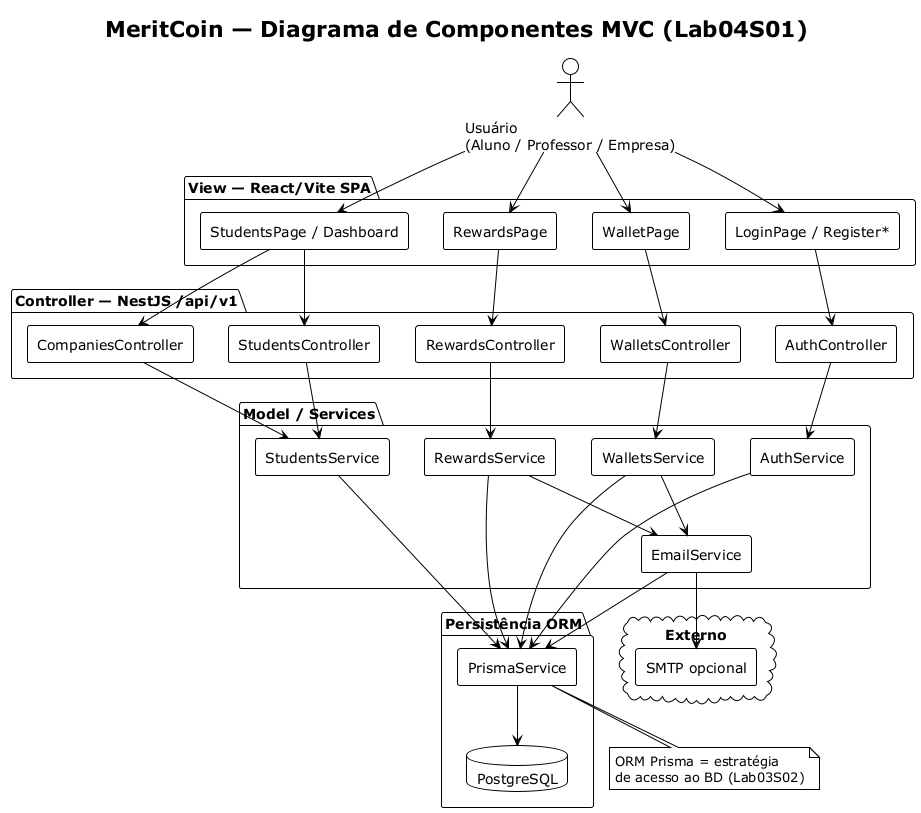 MeritCoin — Diagrama de Componentes MVC (Lab04S01)
Usuário
(Aluno / Professor / Empresa)
View — React/Vite SPA
StudentsPage / Dashboard
RewardsPage
WalletPage
LoginPage / Register*
Controller — NestJS /api/v1
CompaniesController
StudentsController
RewardsController
WalletsController
AuthController
Model / Services
StudentsService
RewardsService
WalletsService
AuthService
EmailService
Persistência ORM
Externo
PrismaService
SMTP opcional
PostgreSQL
ORM Prisma = estratégia
de acesso ao BD (Lab03S02)